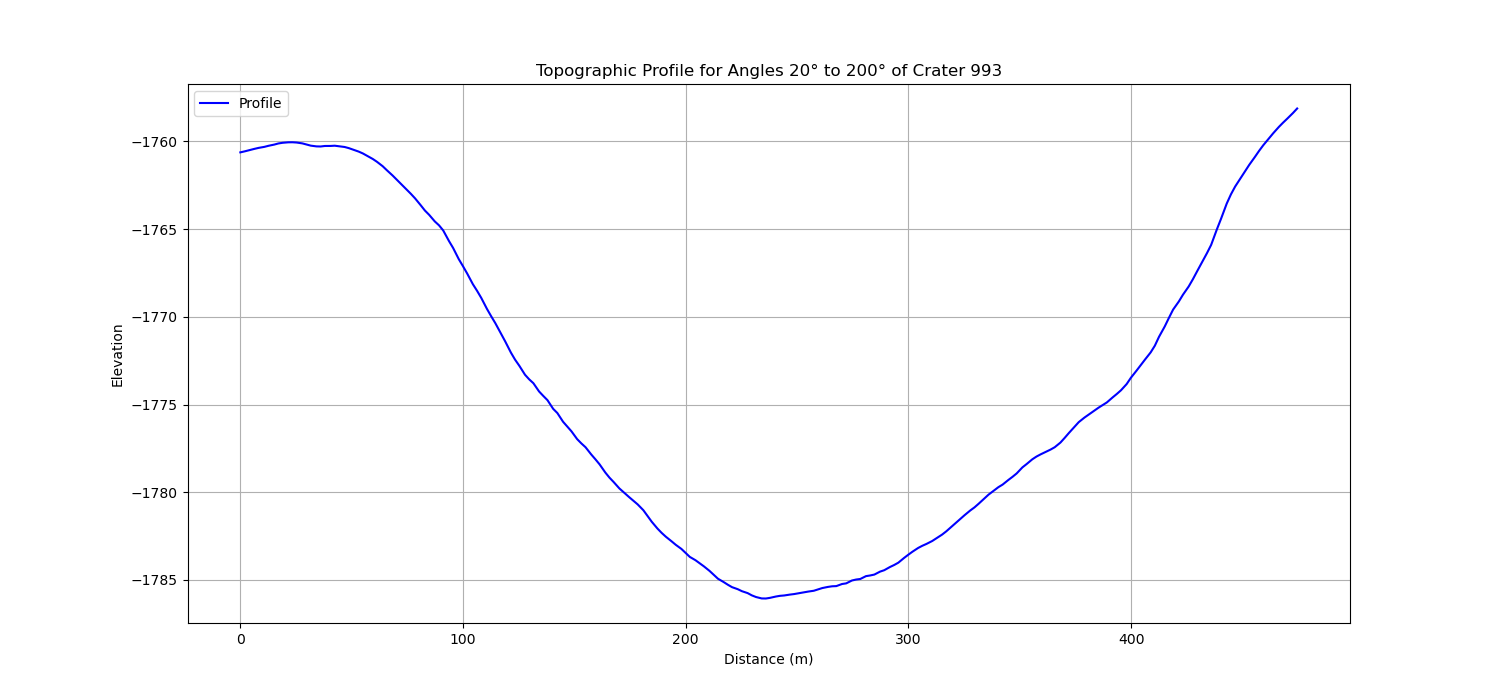 Topographic Profile for Angles 20° to 200° of Crater 993
Profile
−1760
−1765
−1770
−1775
−1780
−1785
Elevation
0 100 200 300 400
Distance (m)